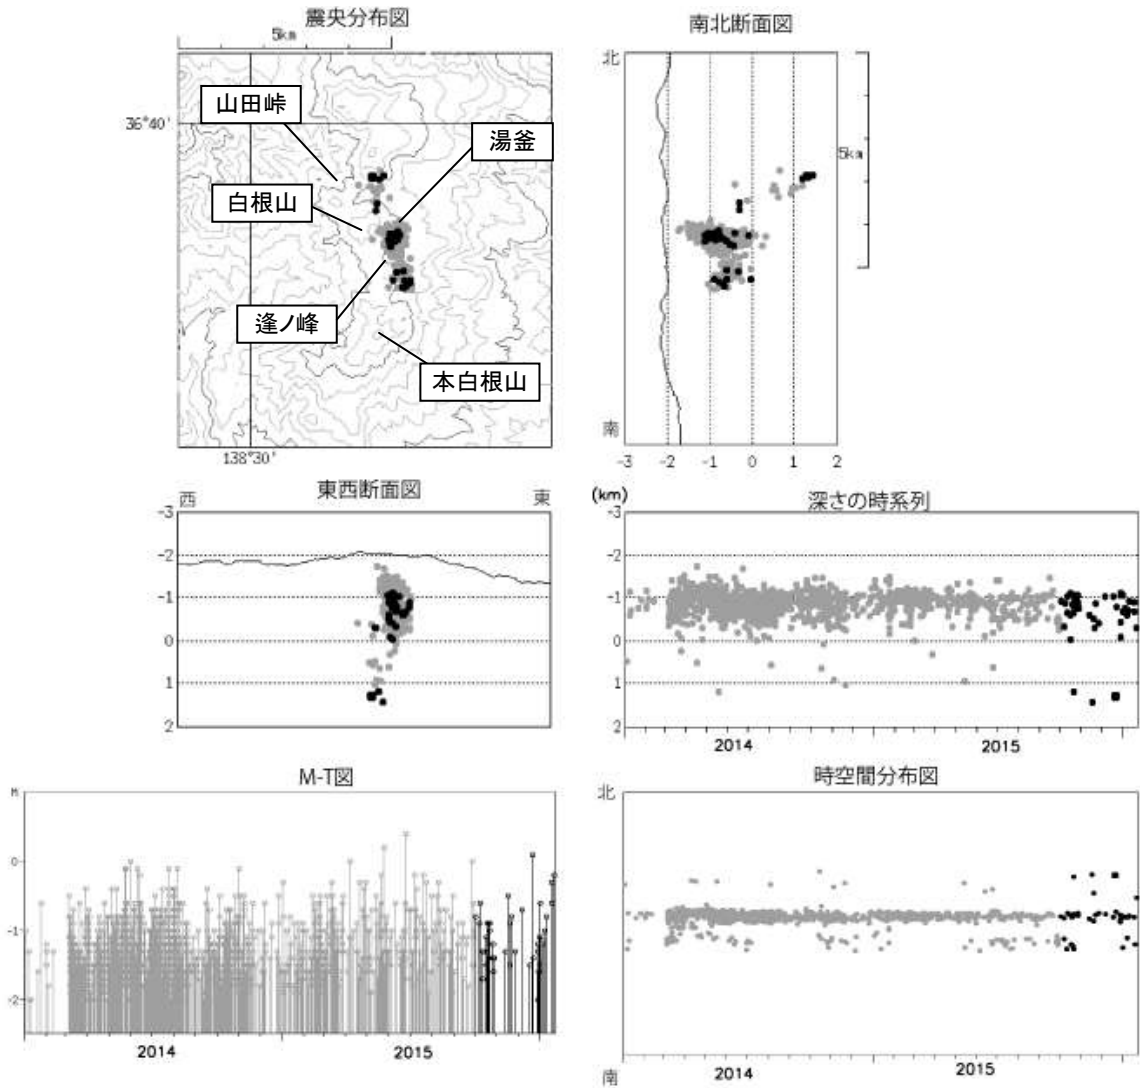 震央分布図
5km
山田峠
36°40'
湯釜
白根山
逢ノ峰
本白根山
138°30'
南北断面図
北
5km
南
-3 -2 -1 0 1 2
東西断面図
西
東
-3
-2
-1
0
1
2
(km)
深さの時系列
-3
-2
-1
0
1
2
2014 2015
M-T図
M
0
-1
-2
2014 2015
時空間分布図
北
南
2014 2015